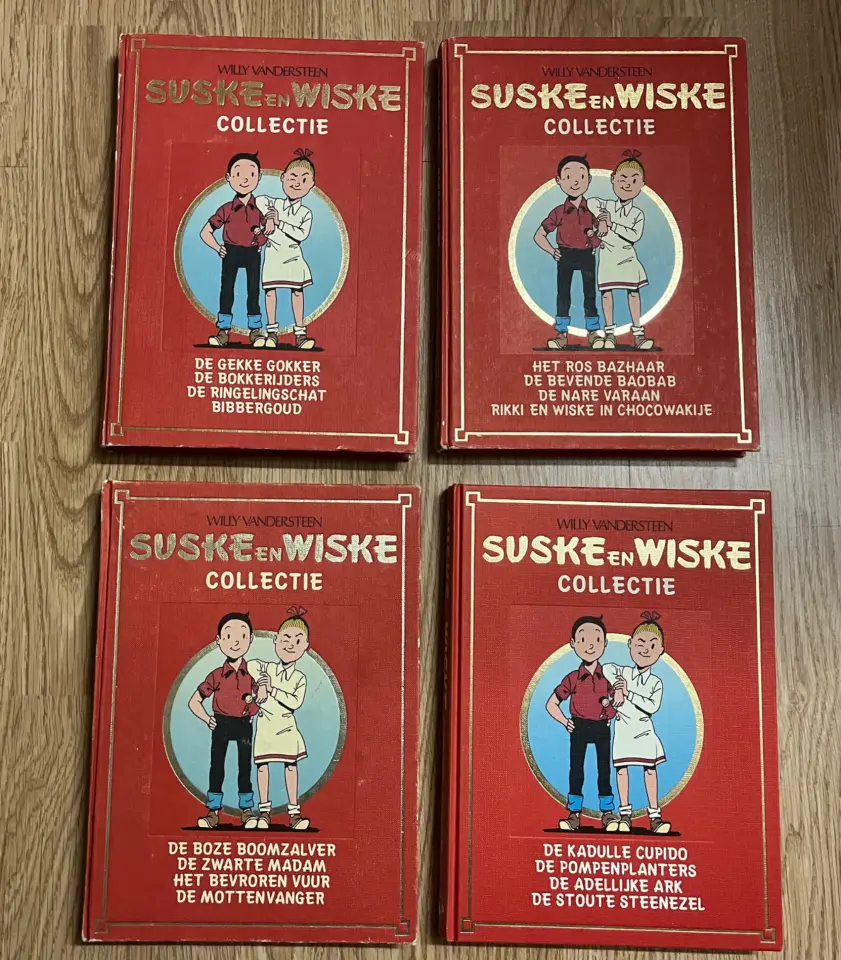 WILLY VANDERSTEEN
SUSKE EN WISKE
COLLECTIE
DE GEKKE GOKKER
DE BOKKERIJDERS
DE RINGELINGSCHAT
BIBBERGOUD
WILLY VANDERSTEEN
SUSKE EN WISKE
COLLECTIE
HET ROS BAZHAAR
DE BEVENDE BAOBAB
DE NARE VARAAN
RIKKI EN WISKE IN CHOCOWAKIJE
WILLY VANDERSTEEN
SUSKE EN WISKE
COLLECTIE
DE BOZE BOOMZALVER
DE ZWARTE MADAM
HET BEVROREN VUUR
DE MOTTENVANGER
WILLY VANDERSTEEN
SUSKE EN WISKE
COLLECTIE
DE KADULLE CUPIDO
DE POMPENPLANTERS
DE ADELLIJKE ARK
DE STOUTE STEENEZEL